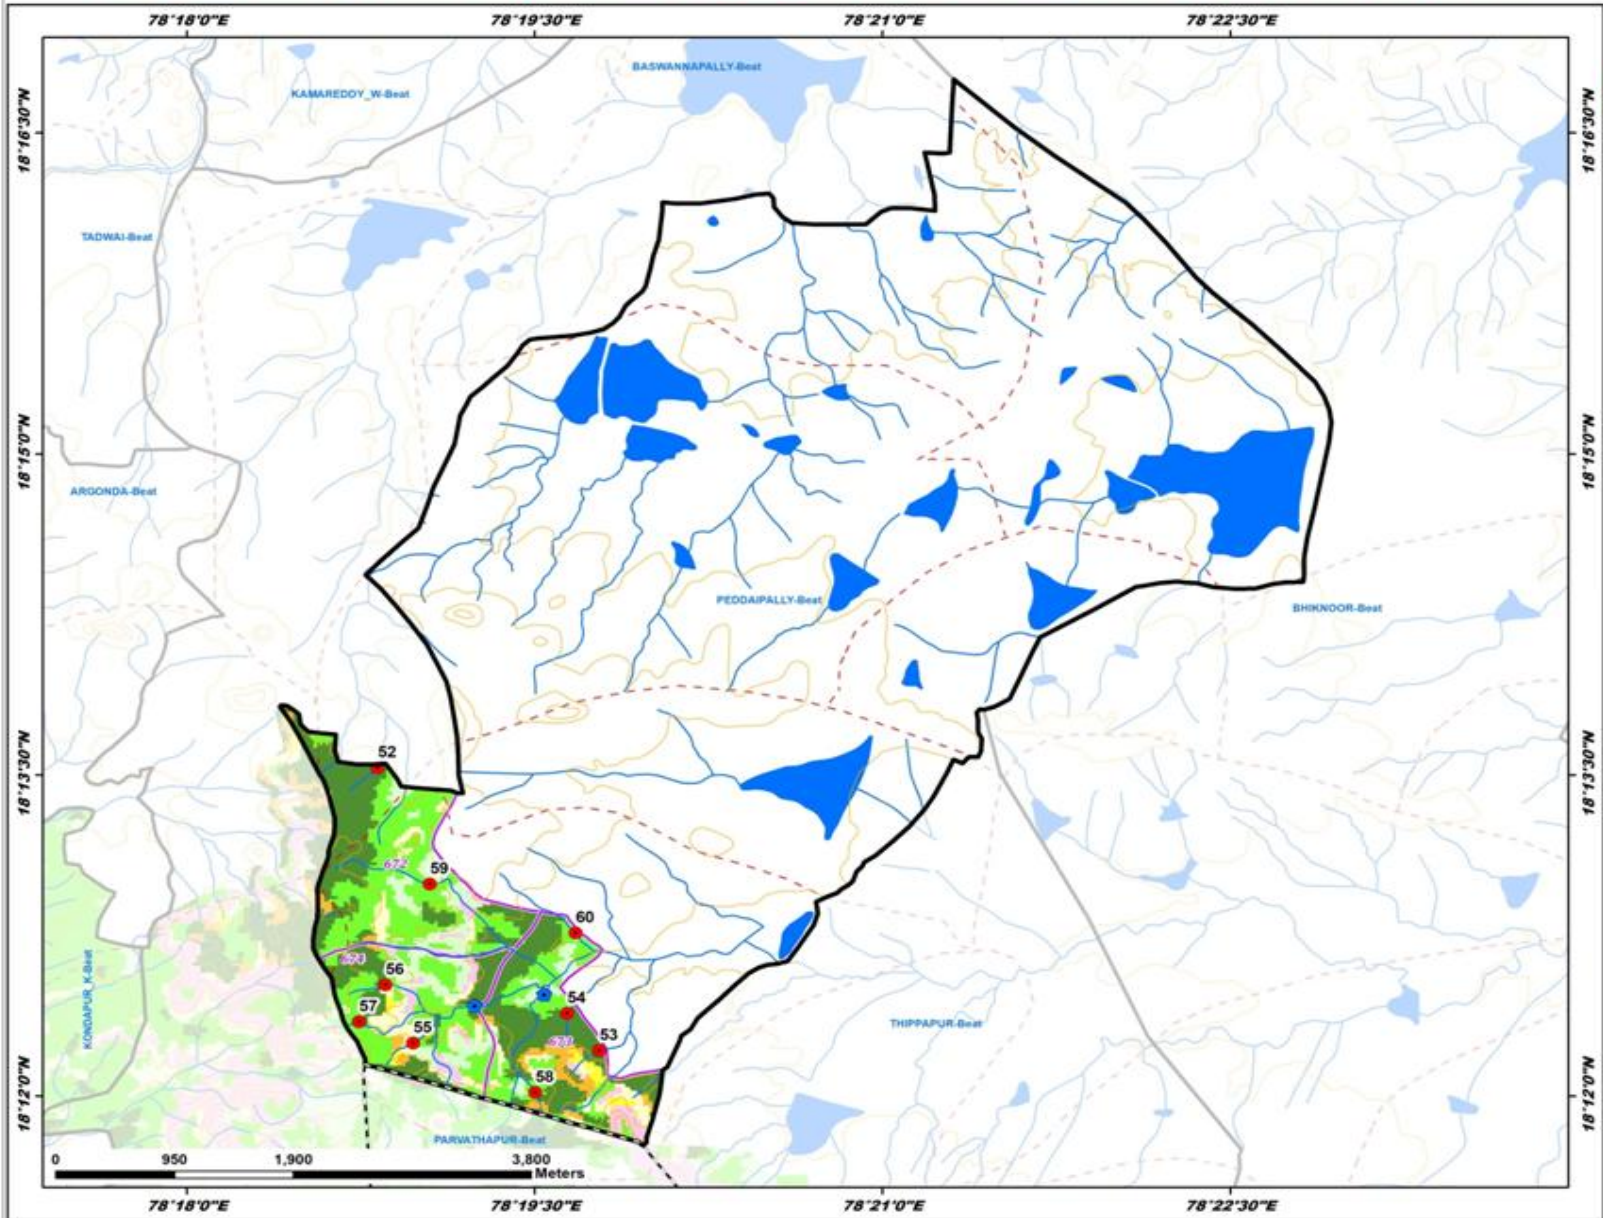 78°18'0"E 78°19'30"E 78°21'0"E 78°22'30"E
BASWANNAPALLY-Beat
KAMAREDDY_W-Beat
18°16'30"N 18°16'30"N
TADWAI-Beat
18°15'0"N 18°15'0"N
ARGONDA-Beat
PEDDAIPALLY-Beat
BHIKNOOR-Beat
52
18°13'30"N 18°13'30"N
672
59
60
674
56
54
57
55
53
673
58
KONDAPUR_K-Beat
THIPPAPUR-Beat
18°12'0"N 18°12'0"N
PARVATHAPUR-Beat
0 950 1,900 3,800
Meters
78°18'0"E 78°19'30"E 78°21'0"E 78°22'30"E